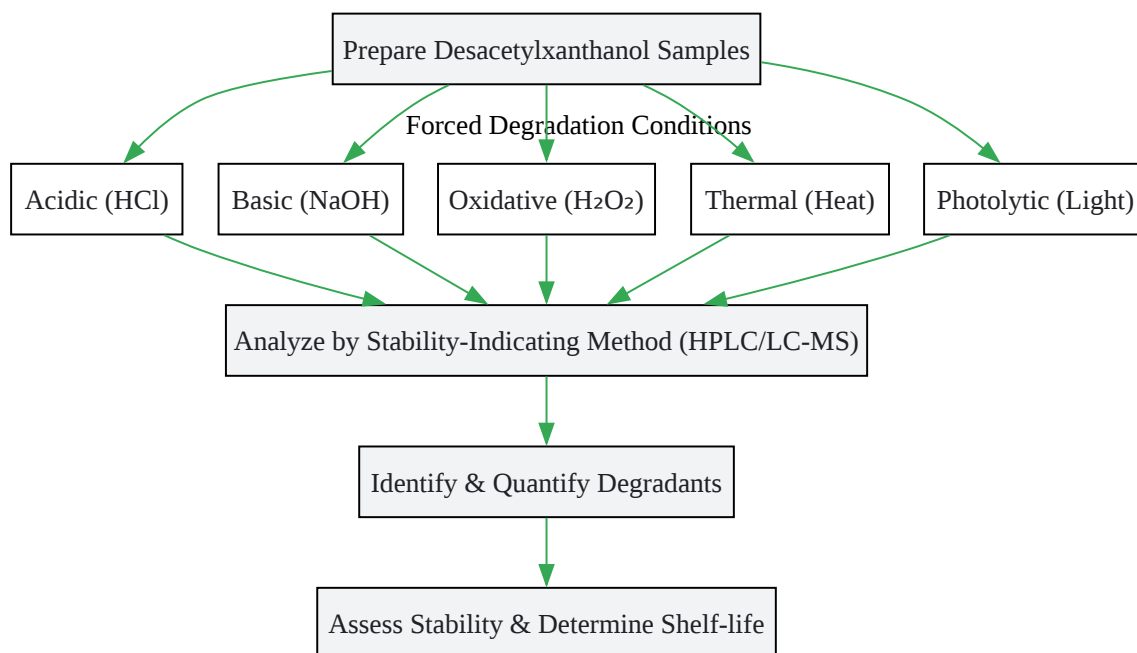 Prepare Desacetylxanthanol Samples
Forced Degradation Conditions
Acidic (HCl)
Basic (NaOH)
Oxidative (H₂O₂)
Thermal (Heat)
Photolytic (Light)
Analyze by Stability-Indicating Method (HPLC/LC-MS)
Identify & Quantify Degradants
Assess Stability & Determine Shelf-life